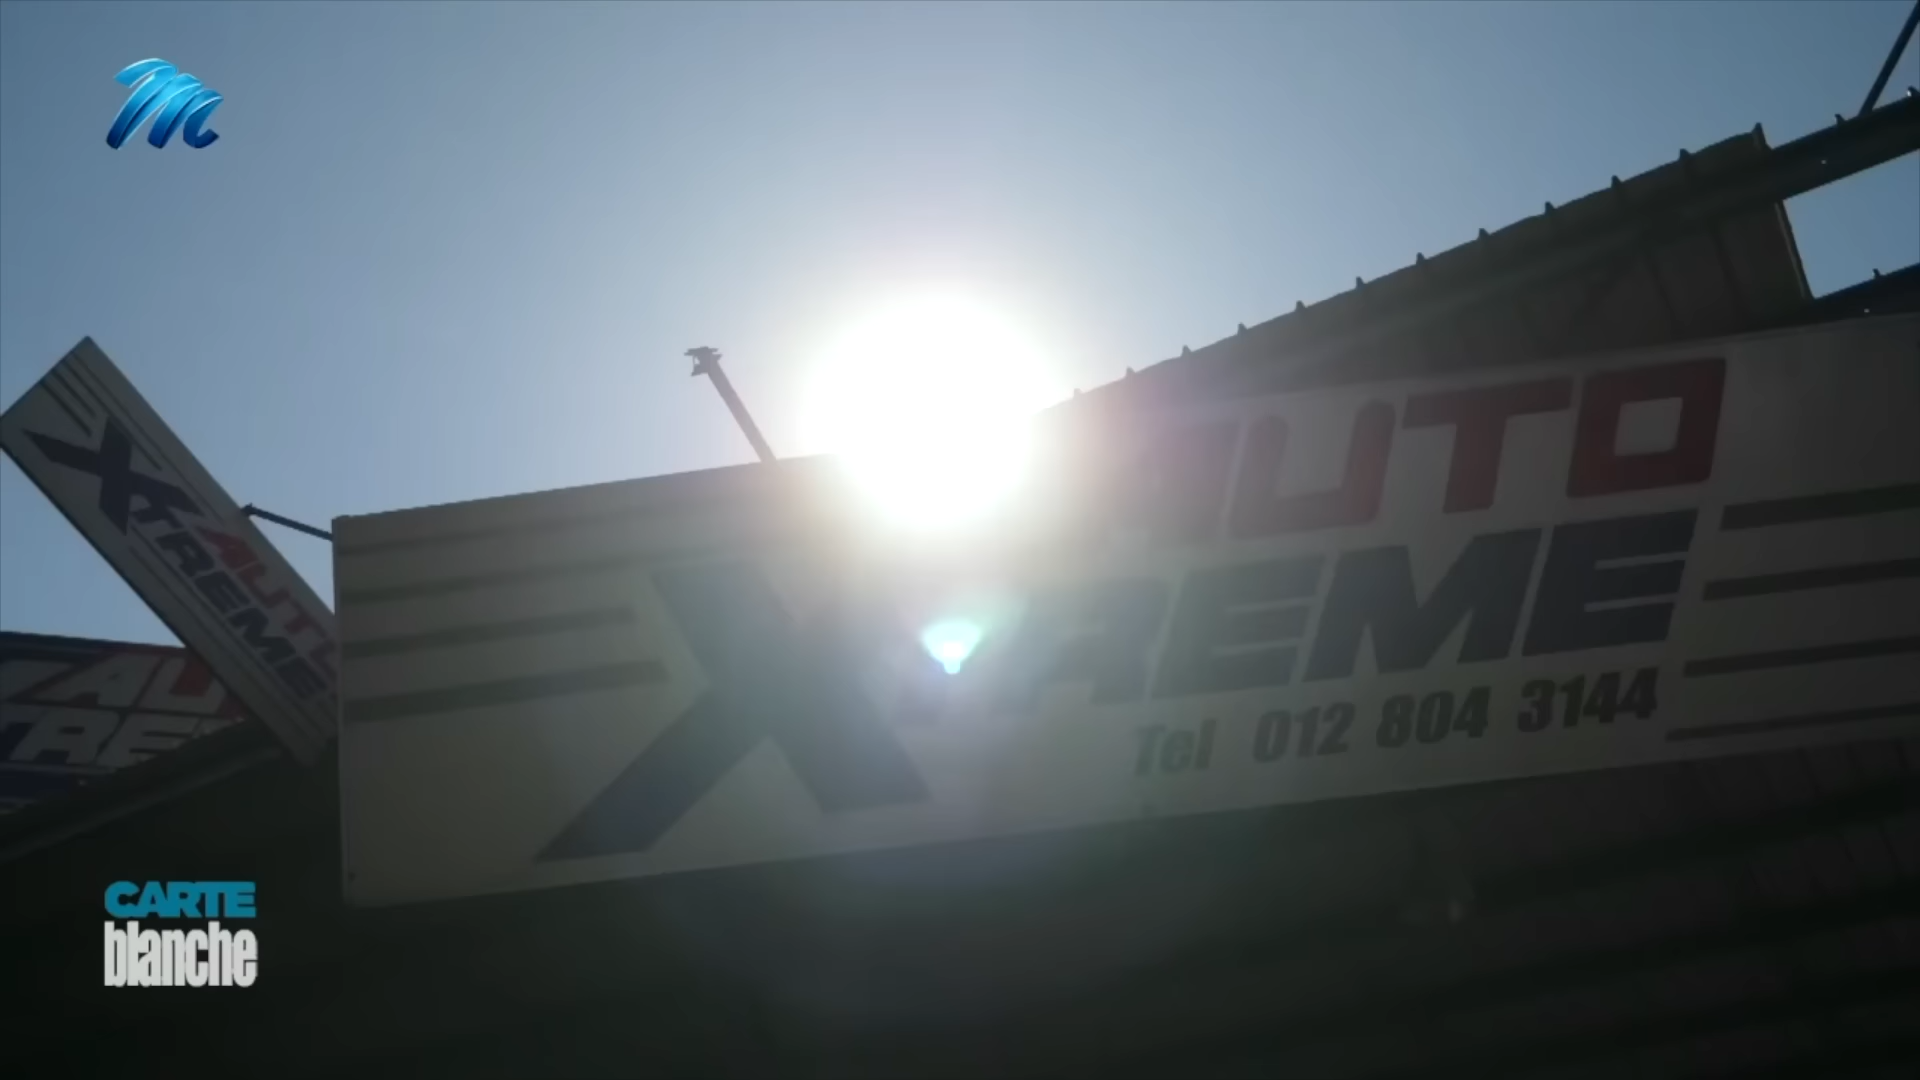 AUTO
XTREME
Tel 012 804 3144
AUTO
XTREME
CARTE
blanche